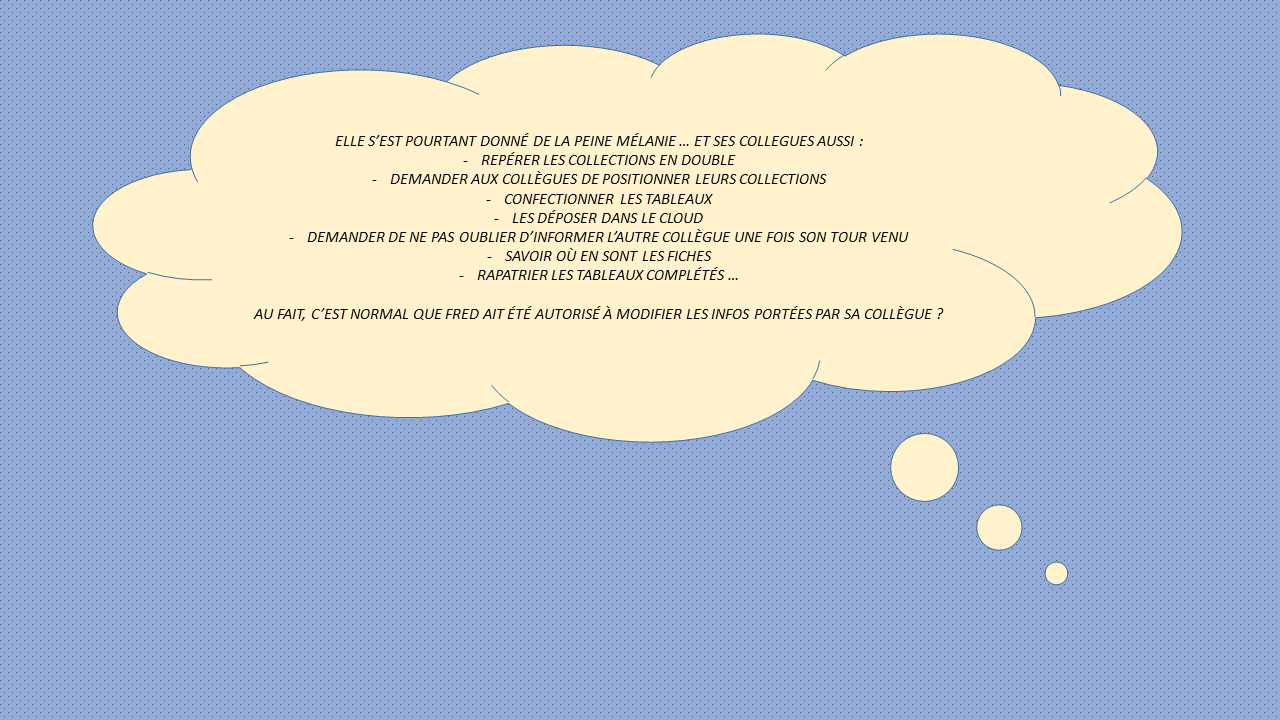 ELLE S'EST POURTANT DONNÉ DE LA PEINE MÉLANIE … ET SES COLLEGUES AUSSI :
- REPÉRER LES COLLECTIONS EN DOUBLE
- DEMANDER AUX COLLÈGUES DE POSITIONNER LEURS COLLECTIONS
- CONFECTIONNER LES TABLEAUX
- LES DÉPOSER DANS LE CLOUD
- DEMANDER DE NE PAS OUBLIER D'INFORMER L'AUTRE COLLÈGUE UNE FOIS SON TOUR VENU
- SAVOIR OÙ EN SONT LES FICHES
- RAPATRIER LES TABLEAUX COMPLÉTÉS …
AU FAIT, C'EST NORMAL QUE FRED AIT ÉTÉ AUTORISÉ À MODIFIER LES INFOS PORTÉES PAR SA COLLÈGUE ?